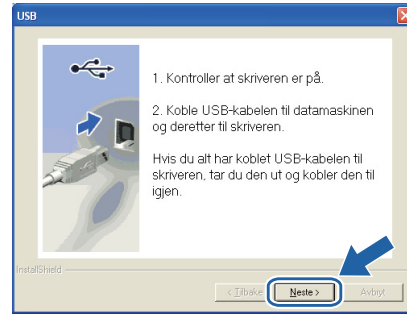 USB
1. Kontroller at skriveren er på.
2. Koble USB-kabelen til datamaskinen
og deretter til skriveren.
Hvis du alt har koblet USB-kabelen til
skriveren, tar du den ut og kobler den til
igjen.
InstallShield
< Tilbake
Neste >
Avbryt